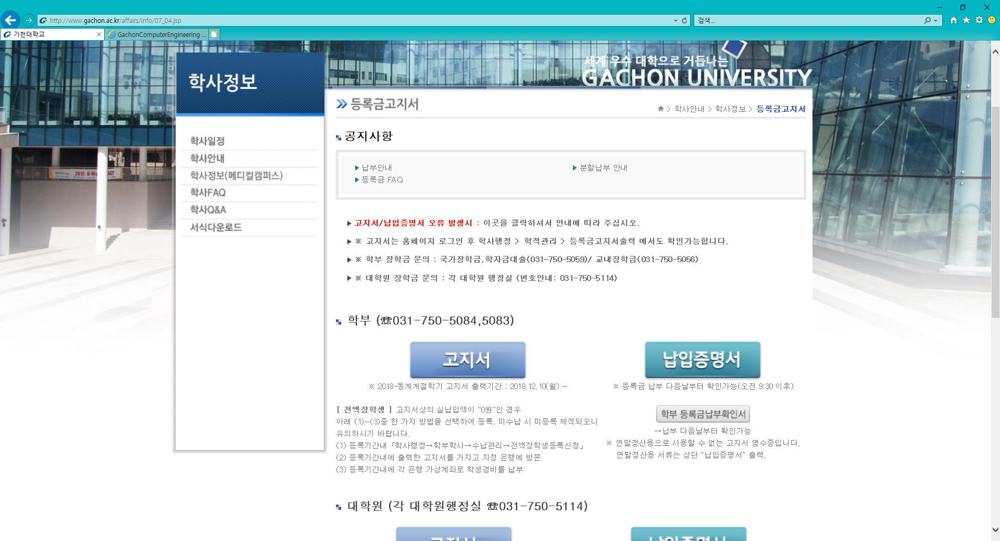 http://www.gachon.ac.kr/affairs/info/07_04.jsp
검색...
가천대학교
GachonComputerEngineering ...
세계 우수 대학으로 거듭나는
GACHON UNIVERSITY
학사정보
학사일정
학사안내
학사정보(메디컬캠퍼스)
학사FAQ
학사Q&A
서식다운로드
등록금고지서
> 학사안내 > 학사정보 > 등록금고지서
공지사항
납부안내
분할납부 안내
등록금 FAQ
고지서/납입증명서 오류 발생시 : 이곳을 클릭하셔서 안내에 따라 주십시오.
※ 고지서는 홈페이지 로그인 후 학사행정 > 학적관리 > 등록금고지서출력 에서도 확인가능합니다.
※ 학부 장학금 문의 : 국가장학금,학자금대출(031-750-5059)/ 교내장학금(031-750-5056)
※ 대학원 장학금 문의 : 각 대학원 행정실 (번호안내: 031-750-5114)
학부 (☏031-750-5084,5083)
고지서
※ 2018-동계계절학기 고지서 출력기간 : 2018.12.10(월) ~
[ 전액장학생 ] 고지서상의 실납입액이 “0원”인 경우
아래 (1)~(3)중 한 가지 방법을 선택하여 등록, 미수납 시 미등록 제적되오니
유의하시기 바랍니다.
(1) 등록기간내「학사행정→학부학사→수납관리→전액장학생등록신청」
(2) 등록기간내에 출력한 고지서를 가지고 지정 은행에 방문
(3) 등록기간내에 각 은행 가상계좌로 학생경비를 납부
납입증명서
※ 등록금 납부 다음날부터 확인가능(오전 9:30 이후)
학부 등록금납부확인서
→납부 다음날부터 확인가능
※ 연말정산용으로 사용할 수 없는 고지서 영수증입니다.
연말정산용 서류는 상단 "납입증명서" 출력.
대학원 (각 대학원행정실 ☏031-750-5114)
고지서
납입증명서